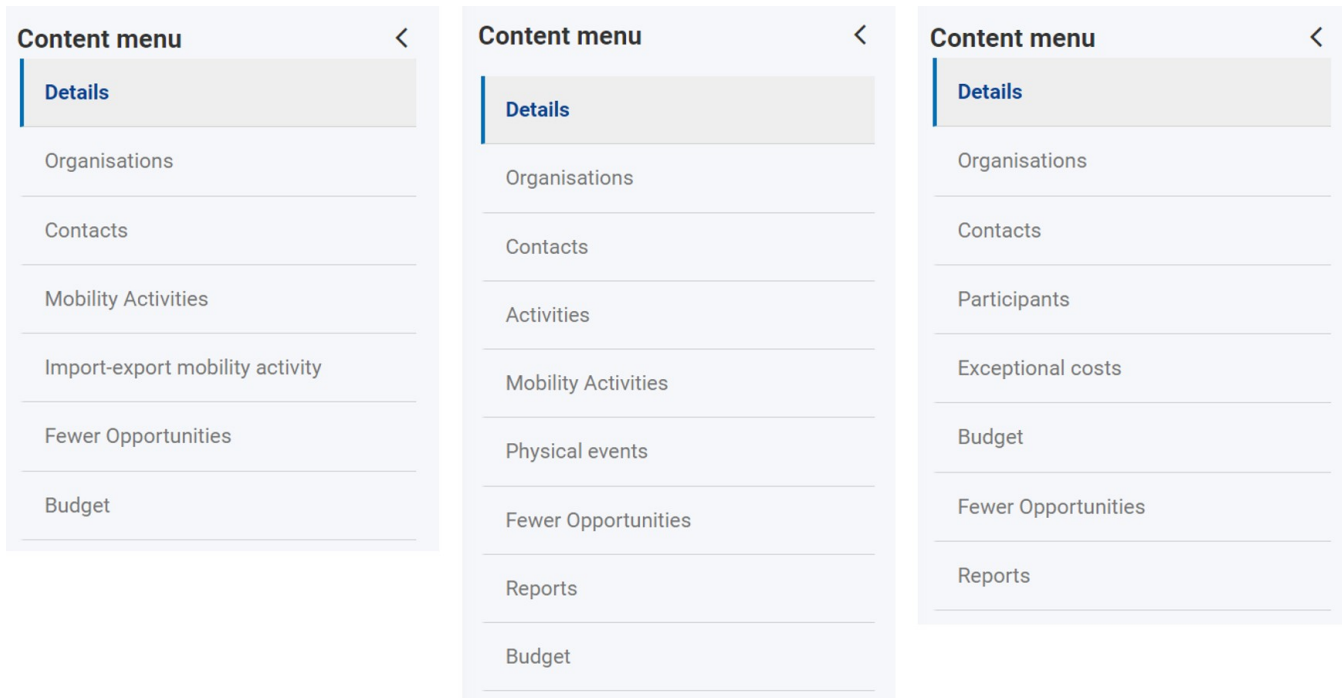 Content menu
Details
Organisations
Contacts
Mobility Activities
Import-export mobility activity
Fewer Opportunities
Budget
Content menu
Details
Organisations
Contacts
Activities
Mobility Activities
Physical events
Fewer Opportunities
Reports
Budget
Content menu
Details
Organisations
Contacts
Participants
Exceptional costs
Budget
Fewer Opportunities
Reports